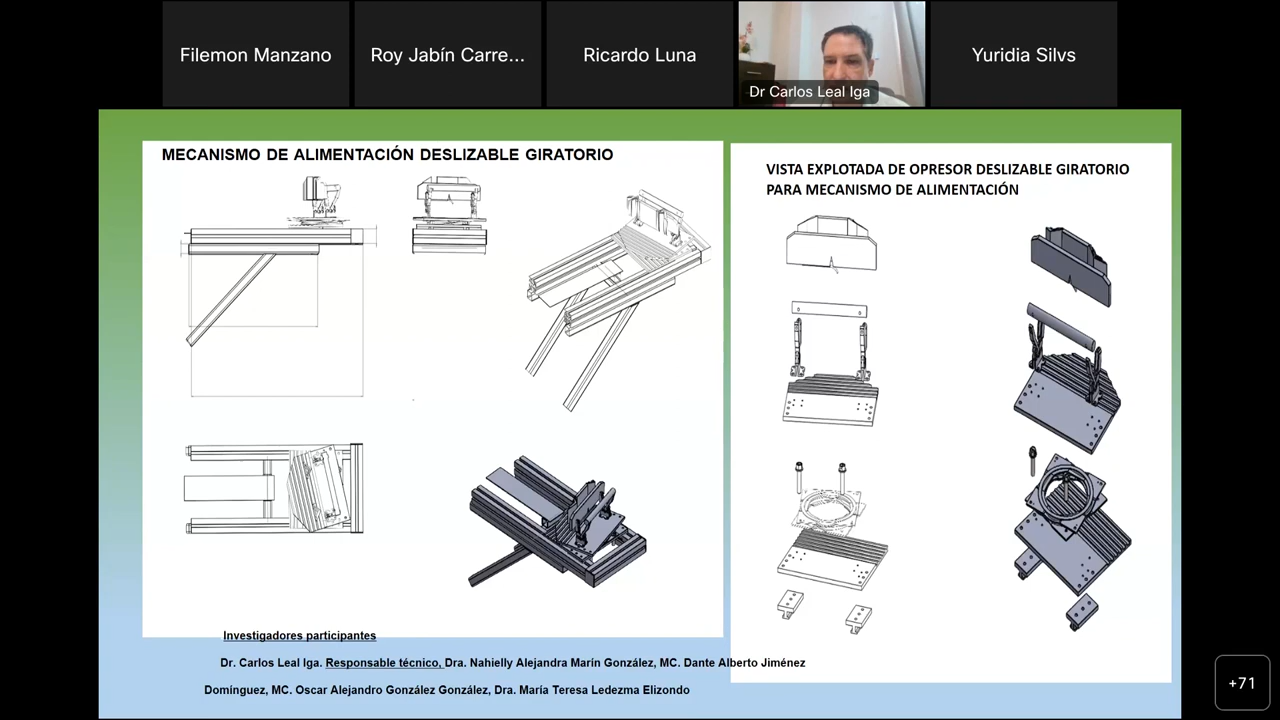 Filemon Manzano
Roy Jabín Carre...
Ricardo Luna
Dr Carlos Leal Iga
Yuridia Silvs
MECANISMO DE ALIMENTACIÓN DESLIZABLE GIRATORIO
VISTA EXPLOTADA DE OPRESOR DESLIZABLE GIRATORIO
PARA MECANISMO DE ALIMENTACIÓN
Investigadores participantes
Dr. Carlos Leal Iga. Responsable técnico, Dra. Nahielly Alejandra Marín González, MC. Dante Alberto Jiménez
Domínguez, MC. Oscar Alejandro González González, Dra. María Teresa Ledezma Elizondo
+71